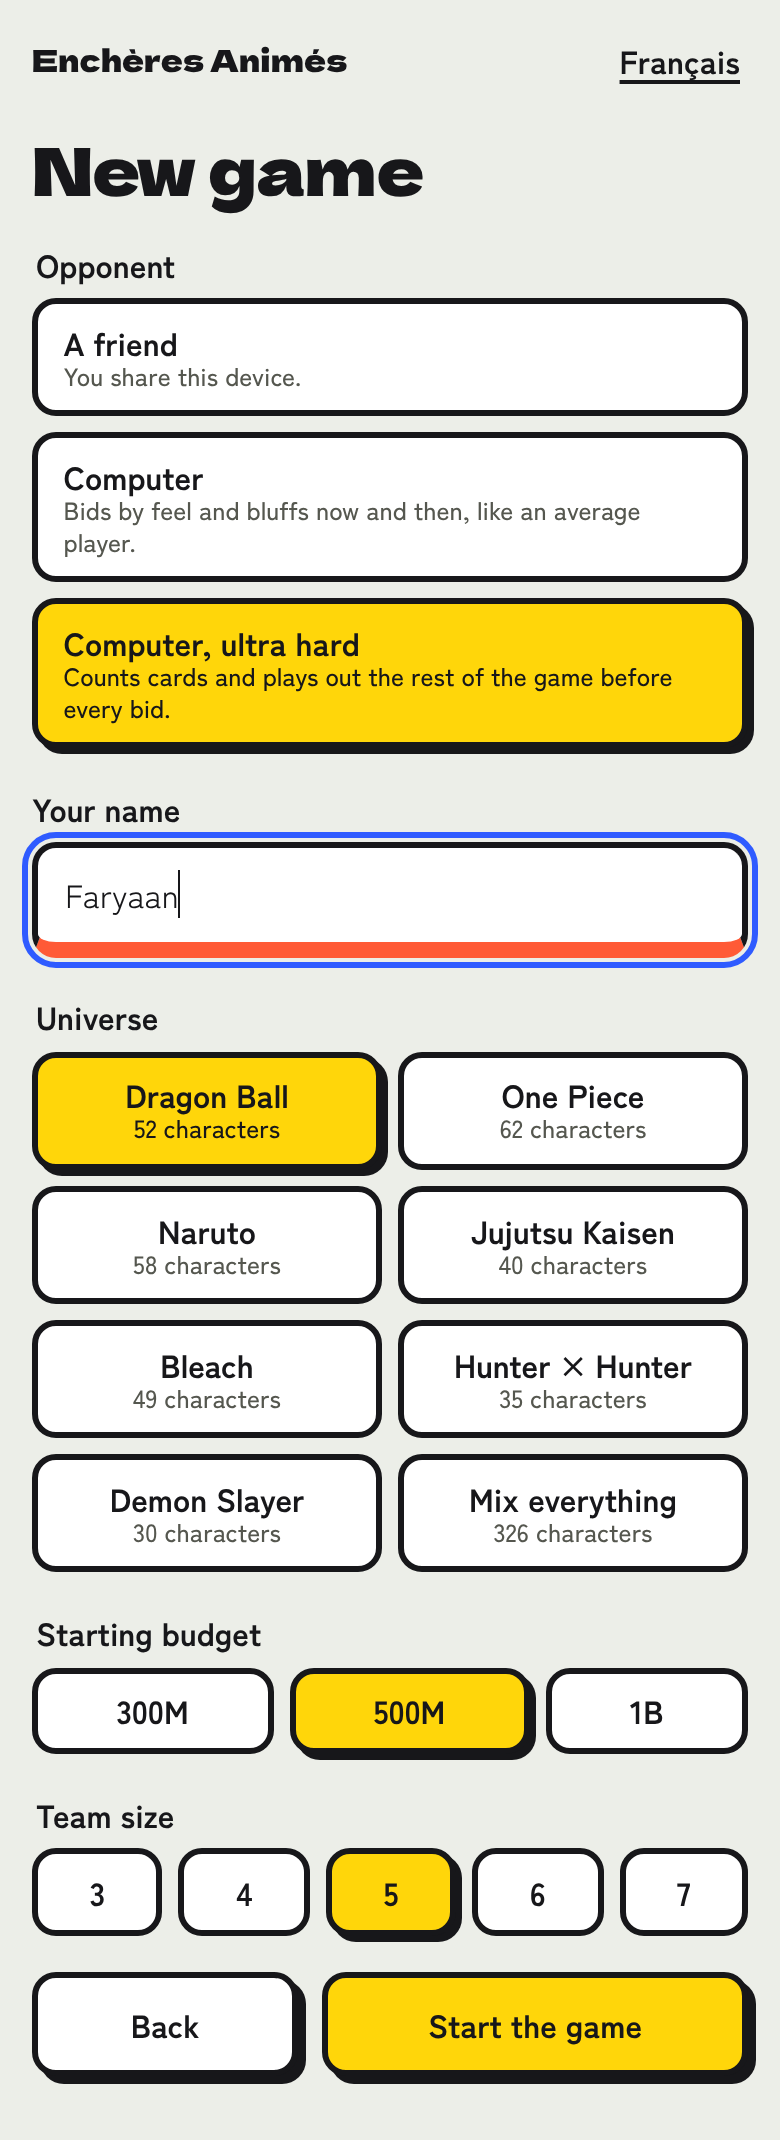 Enchères Animés
Français
New game
Opponent
A friend
You share this device.
Computer
Bids by feel and bluffs now and then, like an average
player.
Computer, ultra hard
Counts cards and plays out the rest of the game before
every bid.
Your name
Faryaan
Universe
Dragon Ball
52 characters
One Piece
62 characters
Naruto
58 characters
Jujutsu Kaisen
40 characters
Bleach
49 characters
Hunter × Hunter
35 characters
Demon Slayer
30 characters
Mix everything
326 characters
Starting budget
300M
500M
1B
Team size
3
4
5
6
7
Back
Start the game